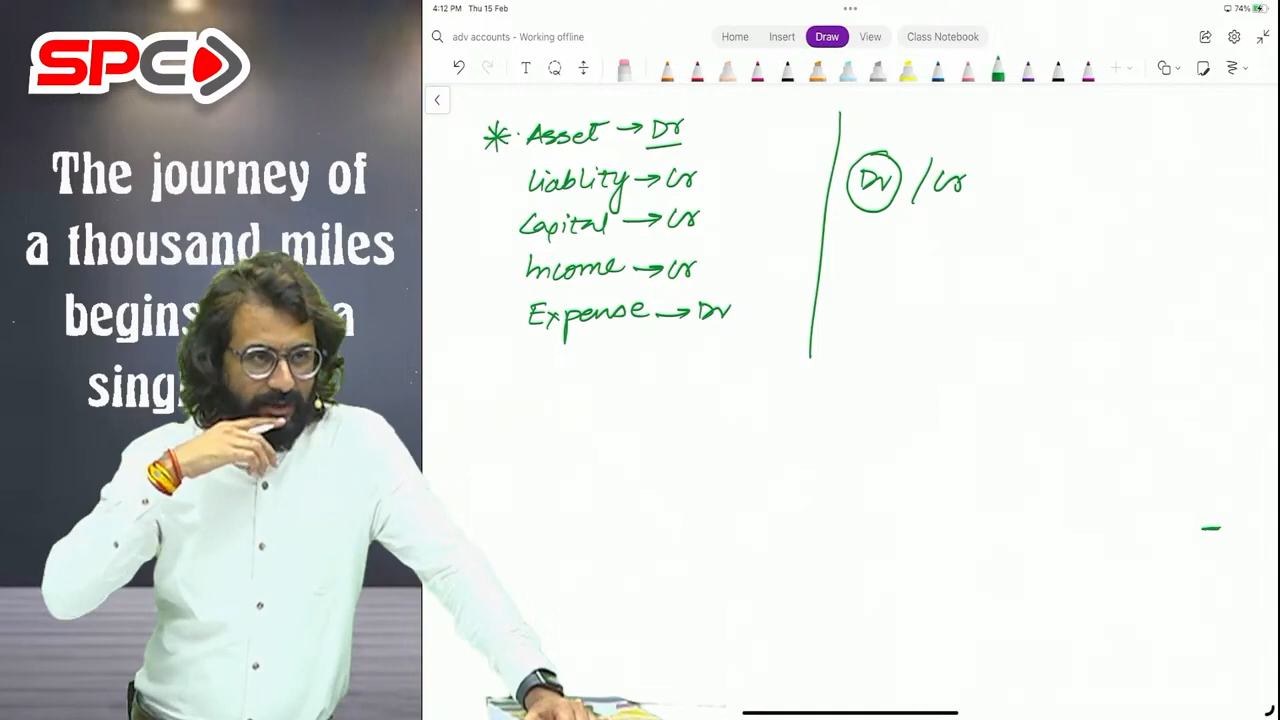 4:12 PM Thu 15 Feb
74%
adv accounts - Working offline
Home Insert Draw View Class Notebook
SPED
The journey of
a thousand miles
begins a
sing
* · Asset → Dr
Liablity → Cr
Capital → Cr
Income → Cr
Expense → Dr
Dr / Cr